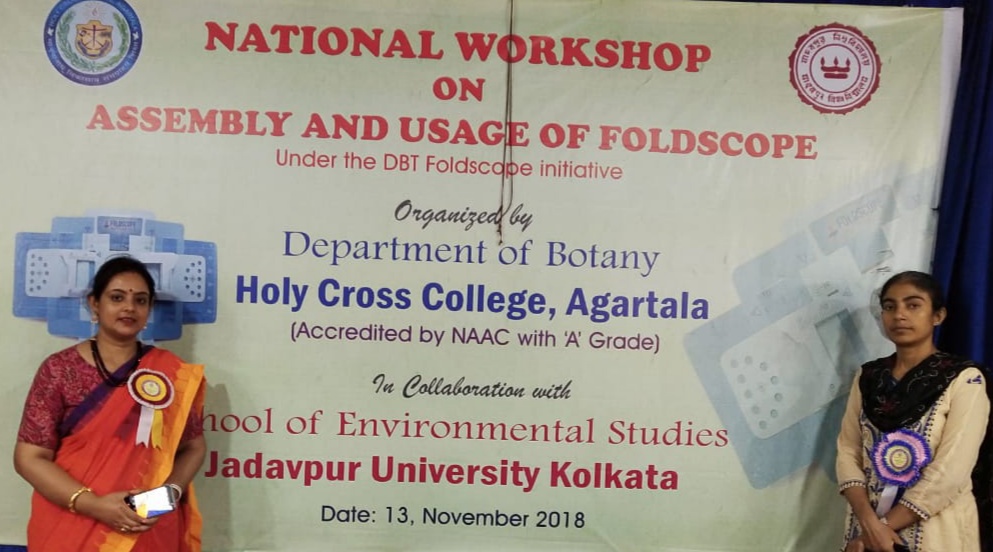 NATIONAL WORKSHOP
ON
ASSEMBLY AND USAGE OF FOLDSCOPE
Under the DBT Foldscope initiative
Organized by
Department of Botany
Holy Cross College, Agartala
(Accredited by NAAC with 'A' Grade)
In Collaboration with
hool of Environmental Studies
Jadavpur University Kolkata
Date: 13, November 2018